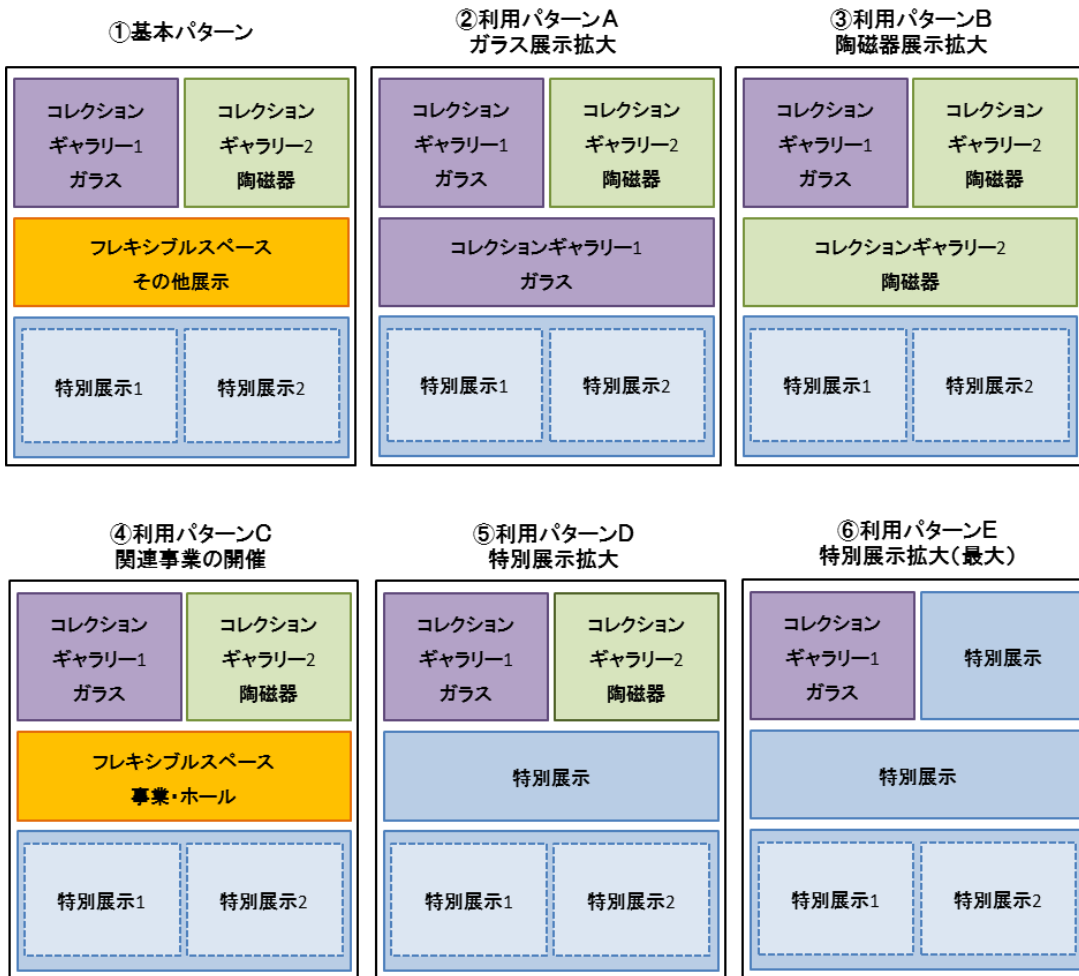 ①基本パターン
コレクション
ギャラリー1
ガラス
コレクション
ギャラリー2
陶磁器
フレキシブルスペース
その他展示
特別展示1
特別展示2
②利用パターンA
ガラス展示拡大
コレクション
ギャラリー1
ガラス
コレクション
ギャラリー2
陶磁器
コレクションギャラリー1
ガラス
特別展示1
特別展示2
③利用パターンB
陶磁器展示拡大
コレクション
ギャラリー1
ガラス
コレクション
ギャラリー2
陶磁器
コレクションギャラリー2
陶磁器
特別展示1
特別展示2
④利用パターンC
関連事業の開催
コレクション
ギャラリー1
ガラス
コレクション
ギャラリー2
陶磁器
フレキシブルスペース
事業・ホール
特別展示1
特別展示2
⑤利用パターンD
特別展示拡大
コレクション
ギャラリー1
ガラス
コレクション
ギャラリー2
陶磁器
特別展示
特別展示1
特別展示2
⑥利用パターンE
特別展示拡大(最大)
コレクション
ギャラリー1
ガラス
特別展示
特別展示
特別展示1
特別展示2